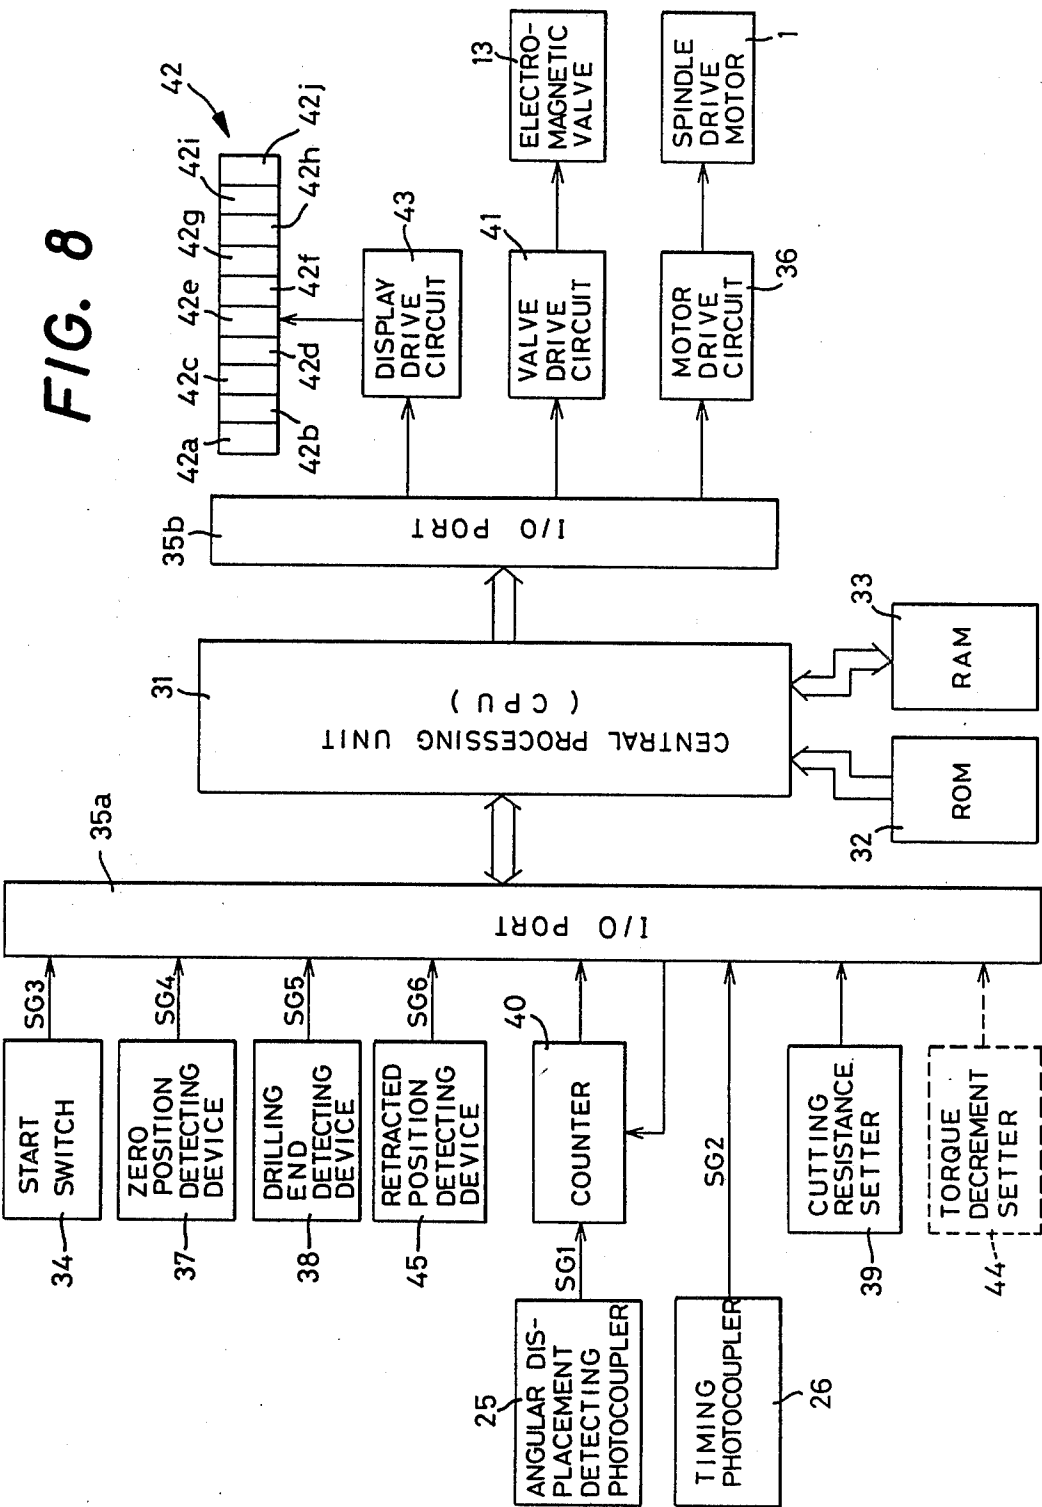 FIG. 8
42
42a
42c
42e
42g
42i
42b
42d
42f
42h
42j
43
DISPLAY
DRIVE
CIRCUIT
41
VALVE
DRIVE
CIRCUIT
13
ELECTRO-
MAGNETIC
VALVE
MOTOR
DRIVE
CIRCUIT
36
SPINDLE
DRIVE
MOTOR
1
35b
I/O PORT
31
CENTRAL PROCESSING UNIT
(CPU)
ROM
32
RAM
33
35a
I/O PORT
START
SWITCH
34
SG3
ZERO
POSITION
DETECTING
DEVICE
37
SG4
DRILLING
END
DETECTING
DEVICE
38
SG5
RETRACTED
POSITION
DETECTING
DEVICE
45
SG6
40
COUNTER
SG1
25
ANGULAR DIS-
PLACEMENT
DETECTING
PHOTOCOUPLER
SG2
TIMING
PHOTOCOUPLER
26
CUTTING
RESISTANCE
SETTER
39
TORQUE
DECREMENT
SETTER
44